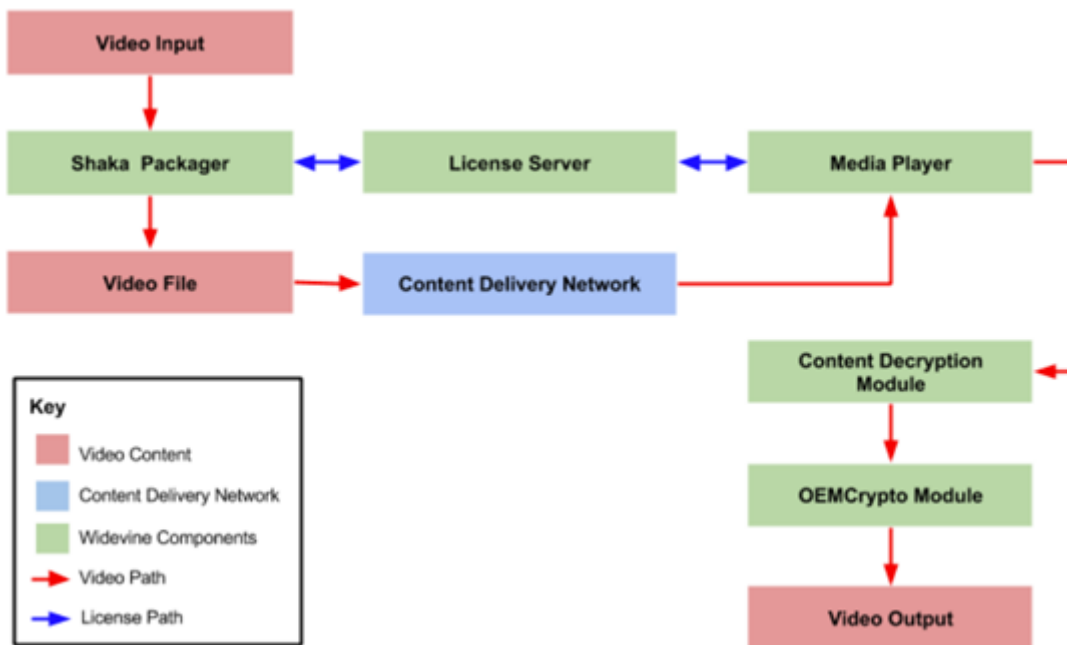 Video Input
Shaka Packager
License Server
Media Player
Video File
Content Delivery Network
Content Decryption
Module
OEMCrypto Module
Video Output
Key
Video Content
Content Delivery Network
Widevine Components
Video Path
License Path